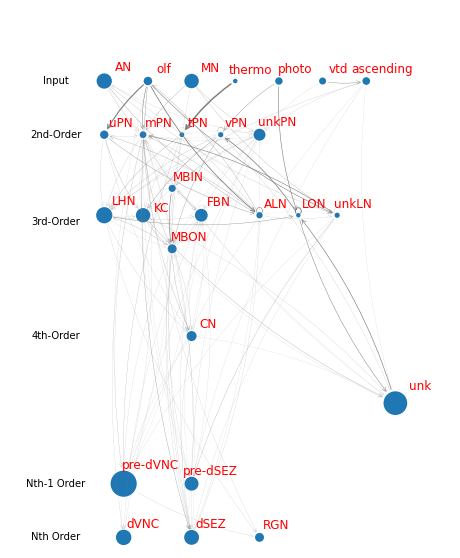 AN olf MN thermo photo vtd ascending
Input
uPN mPN tPN vPN unkPN
2nd-Order
MBIN
LHN KC FBN ALN LON unkLN
3rd-Order
MBON
CN
4th-Order
unk
pre-dVNC pre-dSEZ
Nth-1 Order
dVNC dSEZ RGN
Nth Order